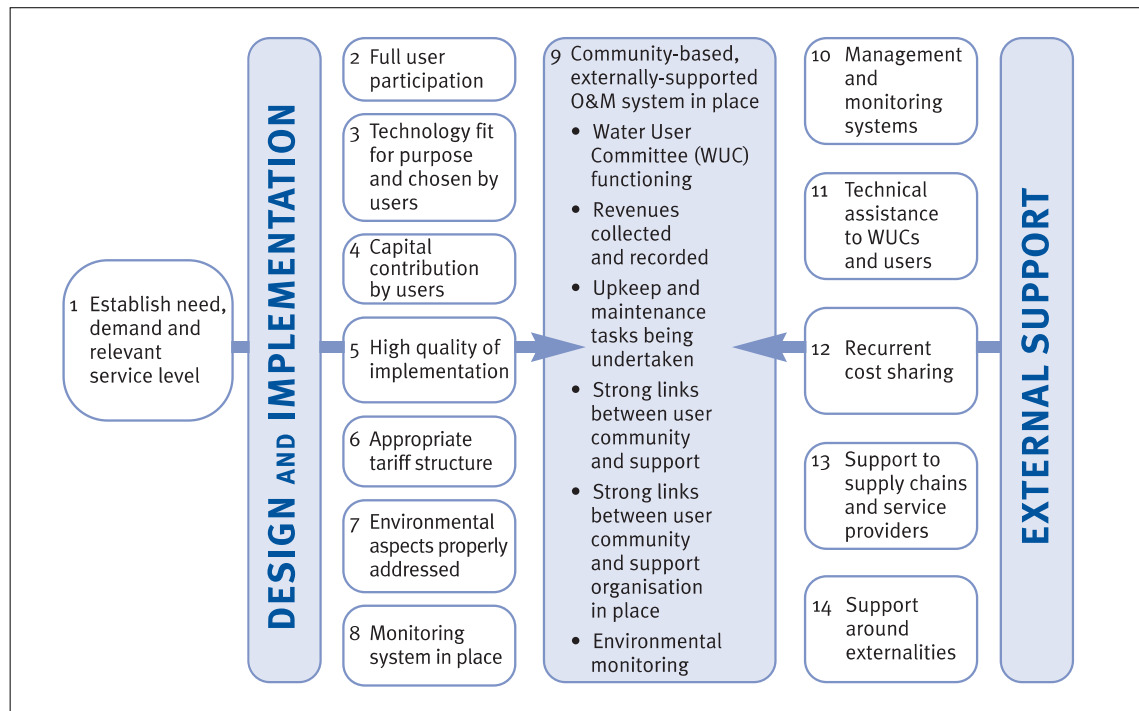 1 Establish need,
demand and
relevant
service level
DESIGN AND IMPLEMENTATION
2 Full user
participation
3 Technology fit
for purpose
and chosen by
users
4 Capital
contribution
by users
5 High quality of
implementation
6 Appropriate
tariff structure
7 Environmental
aspects properly
addressed
8 Monitoring
system in place
9 Community-based,
externally-supported
O&M system in place
• Water User
Committee (WUC)
functioning
• Revenues
collected
and recorded
• Upkeep and
maintenance
tasks being
undertaken
• Strong links
between user
community
and support
• Strong links
between user
community
and support
organisation
in place
• Environmental
monitoring
10 Management
and
monitoring
systems
11 Technical
assistance
to WUCs
and users
12 Recurrent
cost sharing
13 Support to
supply chains
and service
providers
14 Support
around
externalities
EXTERNAL SUPPORT